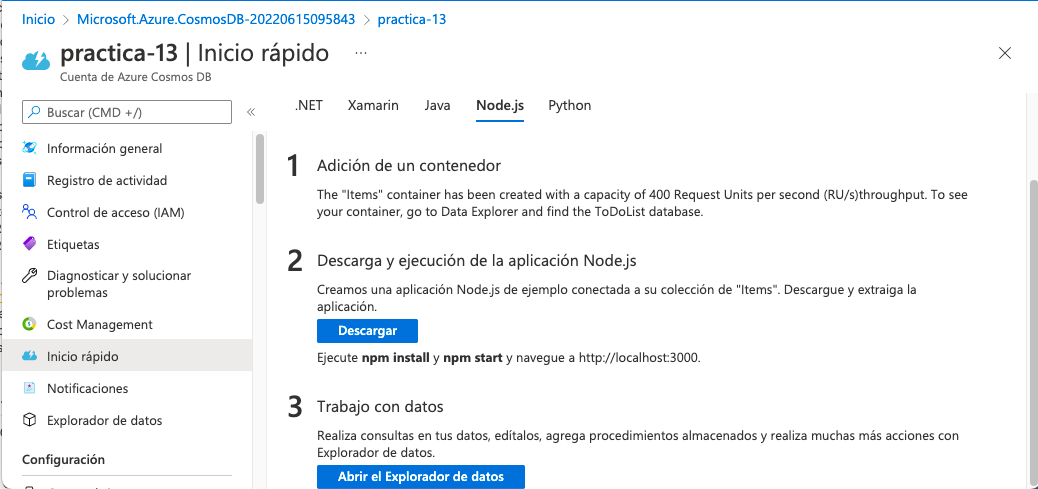 Inicio > Microsoft.Azure.CosmosDB-20220615095843 > practica-13
practica-13 | Inicio rápido ...
Cuenta de Azure Cosmos DB
Buscar (CMD +/)
«
Información general
Registro de actividad
Control de acceso (IAM)
Etiquetas
Diagnosticar y solucionar
problemas
Cost Management
Inicio rápido
Notificaciones
Explorador de datos
Configuración
.NET Xamarin Java Node.js Python
1 Adición de un contenedor
The "Items" container has been created with a capacity of 400 Request Units per second (RU/s)throughput. To see
your container, go to Data Explorer and find the ToDoList database.
2 Descarga y ejecución de la aplicación Node.js
Creamos una aplicación Node.js de ejemplo conectada a su colección de "Items". Descargue y extraiga la
aplicación.
Descargar
Ejecute npm install y npm start y navegue a http://localhost:3000.
3 Trabajo con datos
Realiza consultas en tus datos, edítalos, agrega procedimientos almacenados y realiza muchas más acciones con
Explorador de datos.
Abrir el Explorador de datos